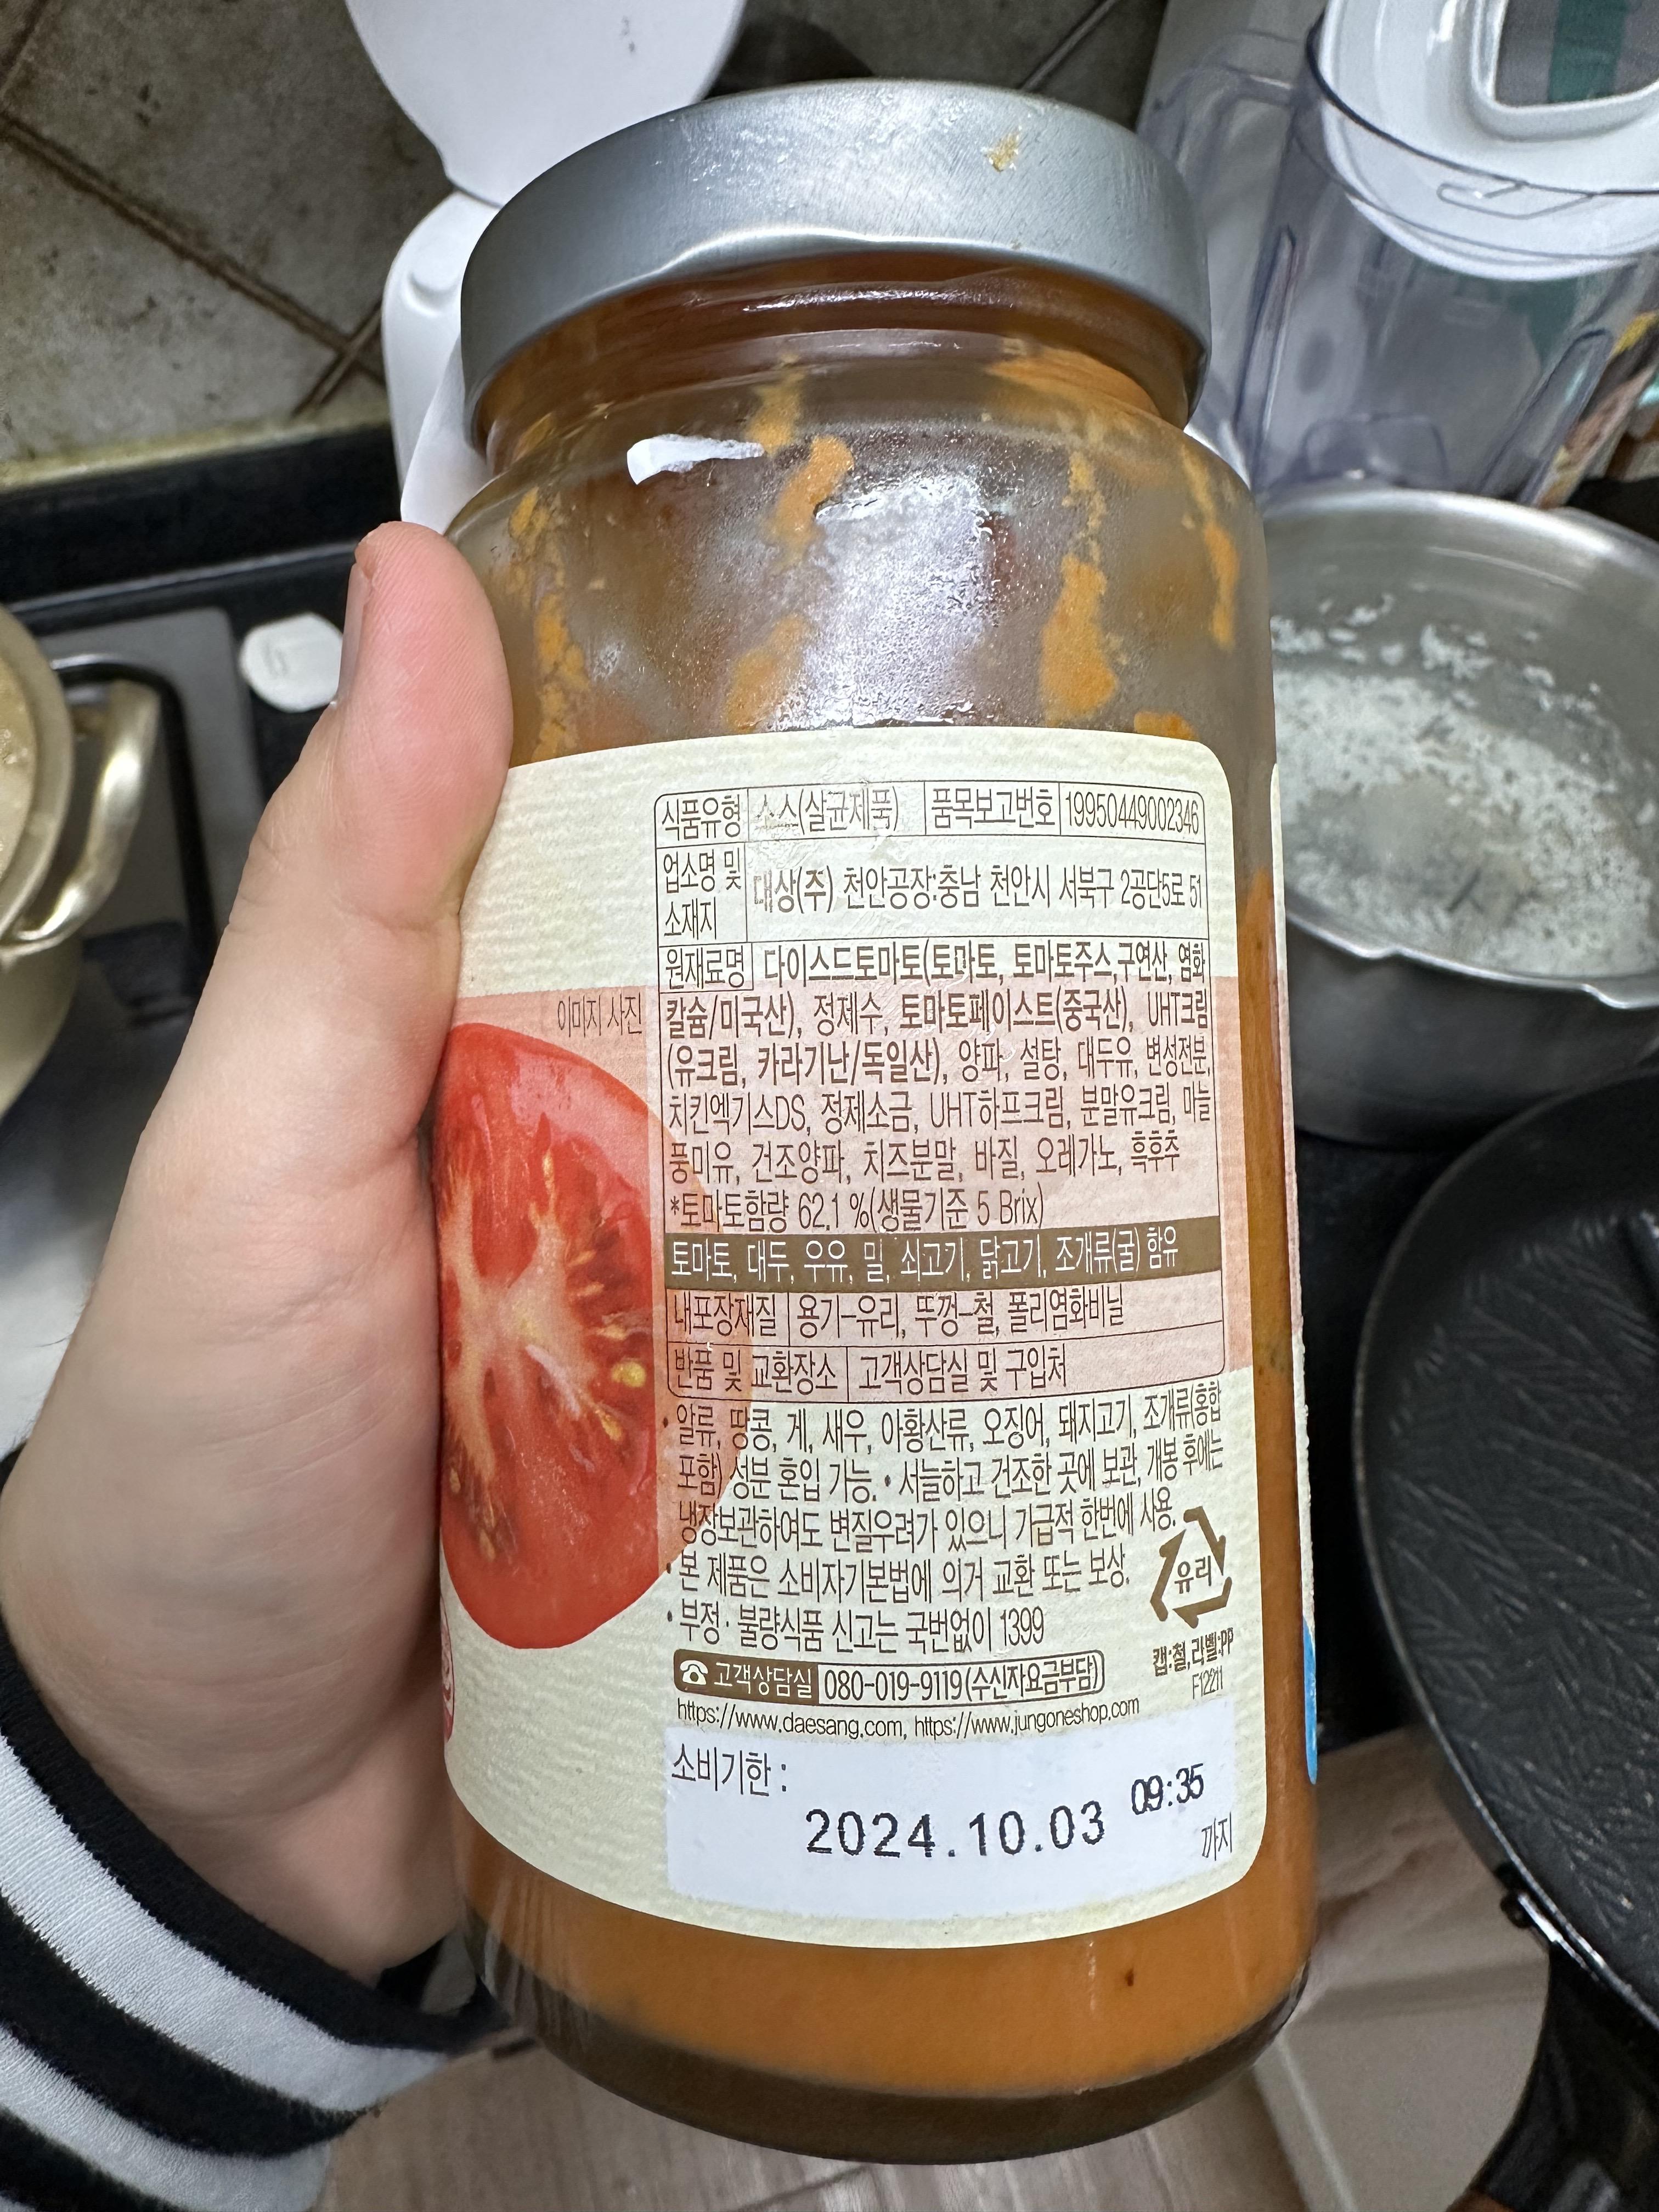 식품유형 소스(살균제품) 품목보고번호 19950449002346
업소명 및 소재지 대상(주) 천안공장:충남 천안시 서북구 2공단5로 51
원재료명 다이스드토마토(토마토, 토마토주스,구연산, 염화
칼슘/미국산), 정제수, 토마토페이스트(중국산), UHT크림
(유크림, 카라기난/독일산), 양파, 설탕, 대두유, 변성전분,
치킨엑기스DS, 정제소금, UHT하프크림, 분말유크림, 마늘
풍미유, 건조양파, 치즈분말, 바질, 오레가노, 흑후추
*토마토함량 62.1 %(생물기준 5 Brix)
토마토, 대두, 우유, 밀, 쇠고기, 닭고기, 조개류(굴) 함유
내포장재질 용기-유리, 뚜껑-철, 폴리염화비닐
반품 및 교환장소 고객상담실 및 구입처
이미지 사진
• 알류, 땅콩, 게, 새우, 아황산류, 오징어, 돼지고기, 조개류(홍합
포함) 성분 혼입 가능. • 서늘하고 건조한 곳에 보관, 개봉 후에는
냉장보관하여도 변질우려가 있으니 가급적 한번에 사용.
• 본 제품은 소비자기본법에 의거 교환 또는 보상.
• 부정·불량식품 신고는 국번없이 1399
유리
캡:철, 라벨:PP
F12211
☎ 고객상담실 080-019-9119(수신자요금부담)
https://www.daesang.com, https://www.jungoneshop.com
소비기한 :
2024.10.03 09:35
까지